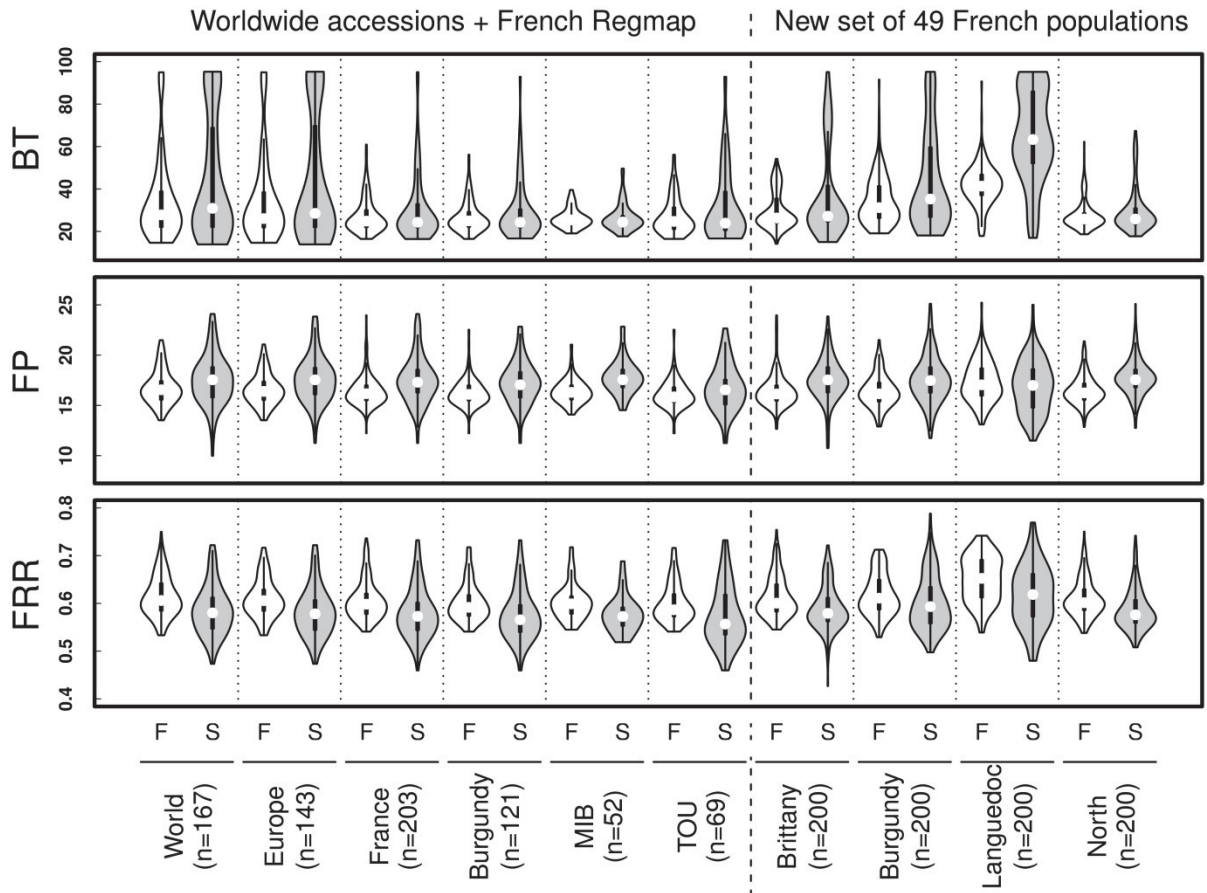 Worldwide accessions + French Regmap
New set of 49 French populations
BT
100
80
60
40
20
FP
25
20
15
10
FRR
0.8
0.7
0.6
0.5
0.4
F S F S F S F S F S F S F S F S F S F S
World
(n=167)
Europe
(n=143)
France
(n=203)
Burgundy
(n=121)
MIB
(n=52)
TOU
(n=69)
Brittany
(n=200)
Burgundy
(n=200)
Languedoc
(n=200)
North
(n=200)